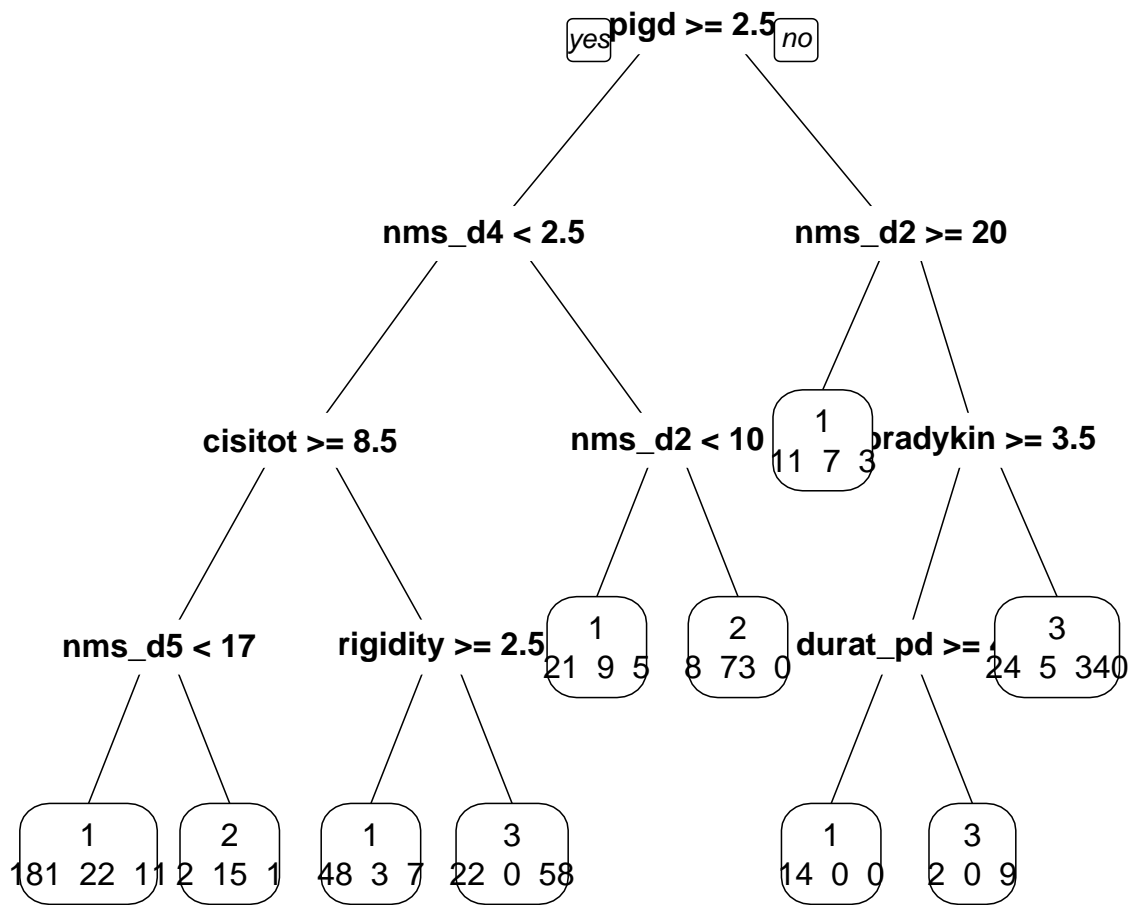 yes pigd >= 2.5 no
nms_d4 < 2.5 nms_d2 >= 20
cisitot >= 8.5 nms_d2 < 10 1 >= 3.5
11 7 3
nms_d5 < 17 rigidity >= 2.5 1 2 durat_pd >= 3
21 9 5 8 73 0 24 5 340
1 2 1 3 1 3
181 22 11 2 15 1 48 3 7 22 0 58 14 0 0 2 0 9